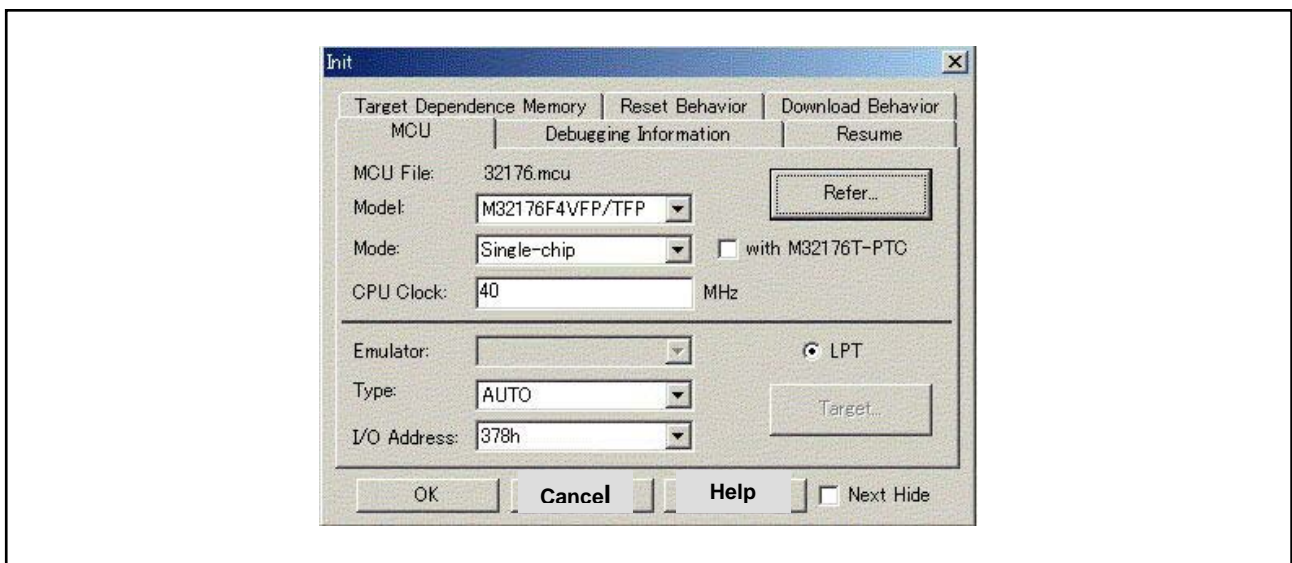 Init
Target Dependence Memory Reset Behavior Download Behavior
MCU Debugging Information Resume
MCU File: 32176.mcu Refer...
Model: M32176F4VFP/TFP
Mode: Single-chip with M32176T-PTC
CPU Clock: 40 MHz
Emulator: LPT
Type: AUTO Target...
I/O Address: 378h
OK Cancel Help Next Hide